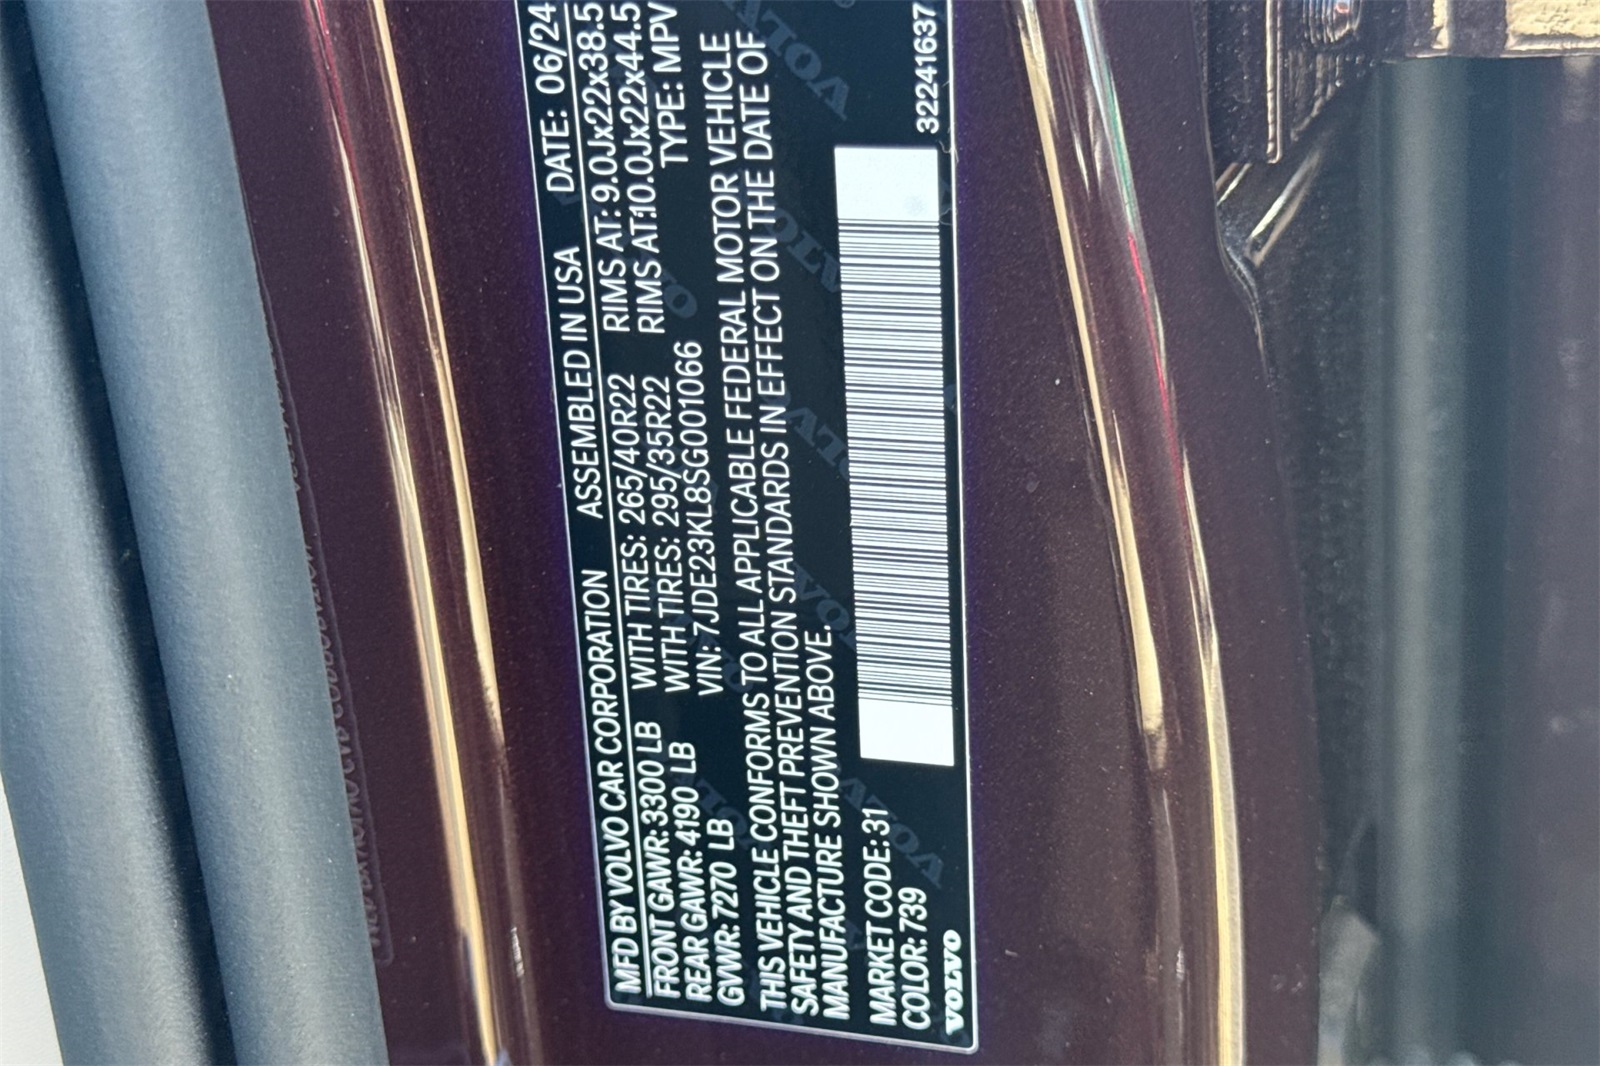 MFD BY VOLVO CAR CORPORATION ASSEMBLED IN USA DATE: 06/24
FRONT GAWR: 3300 LB WITH TIRES: 265/40R22 RIMS AT: 9.0Jx22x38.5
REAR GAWR: 4190 LB WITH TIRES: 295/35R22 RIMS AT:10.0Jx22x44.5
GVWR: 7270 LB VIN: 7JDE23KL8SG001066 TYPE: MPV
THIS VEHICLE CONFORMS TO ALL APPLICABLE FEDERAL MOTOR VEHICLE
SAFETY AND THEFT PREVENTION STANDARDS IN EFFECT ON THE DATE OF
MANUFACTURE SHOWN ABOVE.
MARKET CODE: 31
COLOR: 739
VOLVO
32241637